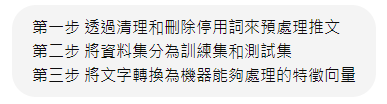 第一步 透過清理和刪除停用詞來預處理推文
第二步 將資料集分為訓練集和測試集
第三步 將文字轉換為機器能夠處理的特徵向量